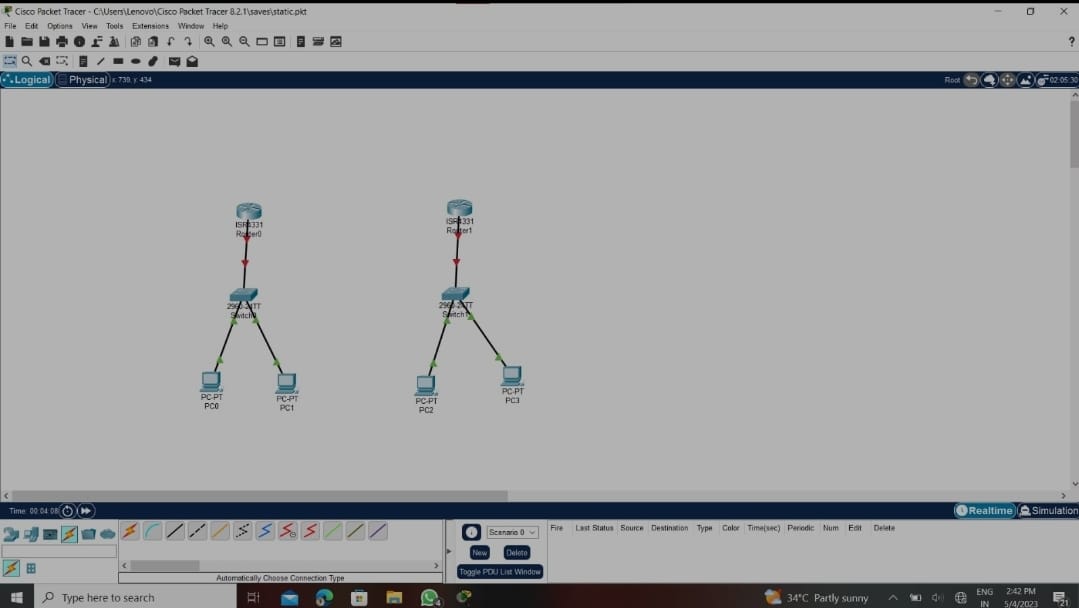 Cisco Packet Tracer - C:\Users\Lenovo\Cisco Packet Tracer 8.2.1\saves\static.pkt
File Edit Options View Tools Extensions Window Help
?
Logical Physical x: 739, y: 434 Root 02:05:30
ISR4331
Router0
ISR4331
Router1
2960-24TT
Switch0
2960-24TT
Switch1
PC-PT
PC0
PC-PT
PC1
PC-PT
PC2
PC-PT
PC3
Time: 00:04:08 Realtime Simulation
Scenario 0
New Delete
Toggle PDU List Window
Fire Last Status Source Destination Type Color Time(sec) Periodic Num Edit Delete
Automatically Choose Connection Type
Type here to search
34°C Partly sunny
ENG
IN
2:42 PM
5/4/2023
21